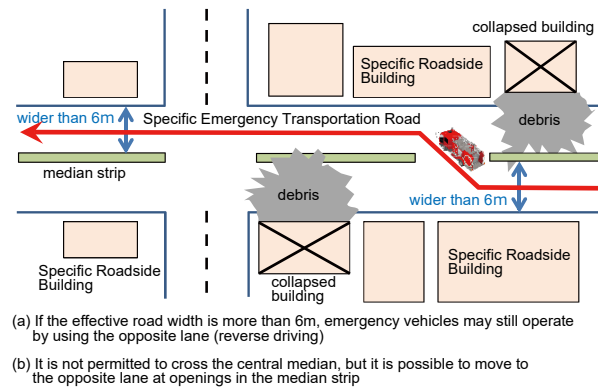 collapsed building
Specific Roadside
Building
wider than 6m
Specific Emergency Transportation Road
debris
median strip
debris
wider than 6m
Specific Roadside
Building
Specific Roadside
Building
collapsed
building
(a) If the effective road width is more than 6m, emergency vehicles may still operate
by using the opposite lane (reverse driving)
(b) It is not permitted to cross the central median, but it is possible to move to
the opposite lane at openings in the median strip